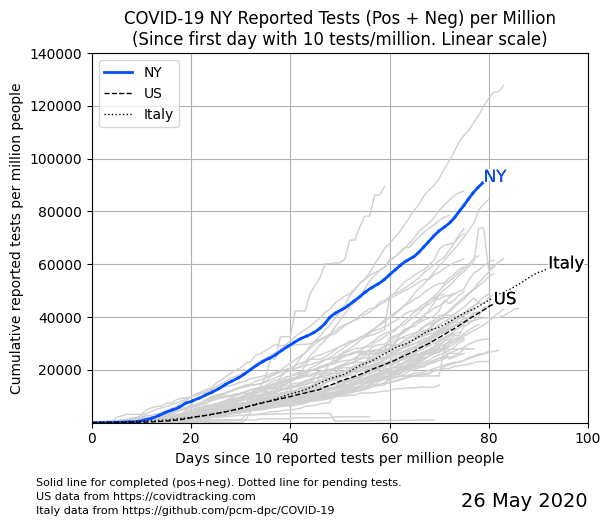 COVID-19 NY Reported Tests (Pos + Neg) per Million
(Since first day with 10 tests/million. Linear scale)
Cumulative reported tests per million people
140000
120000
100000
80000
60000
40000
20000
NY
US
Italy
NY
Italy
US
0 20 40 60 80 100
Days since 10 reported tests per million people
Solid line for completed (pos+neg). Dotted line for pending tests.
US data from https://covidtracking.com
Italy data from https://github.com/pcm-dpc/COVID-19
26 May 2020